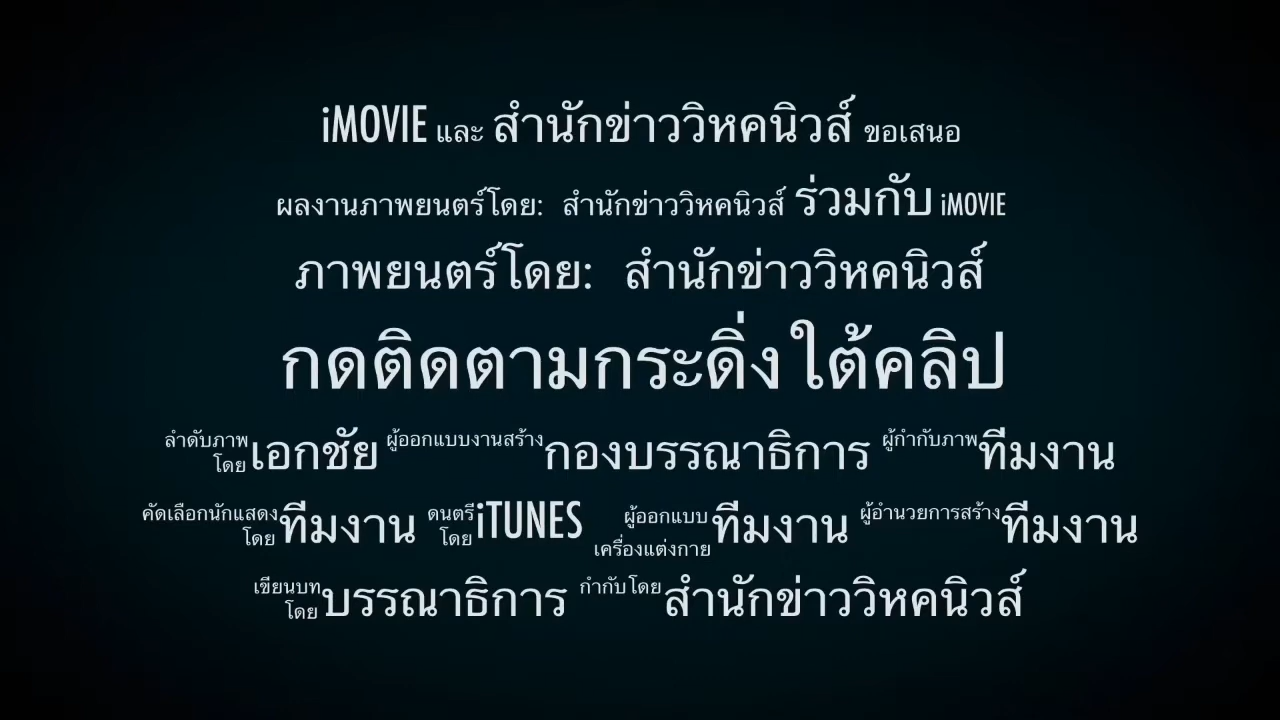 iMOVIE และ สำนักข่าววิหคนิวส์ ขอเสนอ
ผลงานภาพยนตร์โดย: สำนักข่าววิหคนิวส์ ร่วมกับ iMOVIE
ภาพยนตร์โดย: สำนักข่าววิหคนิวส์
กดติดตามกระดิ่ง ใต้คลิป
ลำดับภาพโดย เอกชัย ผู้ออกแบบงานสร้าง กองบรรณาธิการ ผู้กำกับภาพ ทีมงาน
คัดเลือกนักแสดงโดย ทีมงาน ดนตรีโดย iTUNES ผู้ออกแบบเครื่องแต่งกาย ทีมงาน ผู้อำนวยการสร้าง ทีมงาน
เขียนบทโดย บรรณาธิการ กำกับโดย สำนักข่าววิหคนิวส์